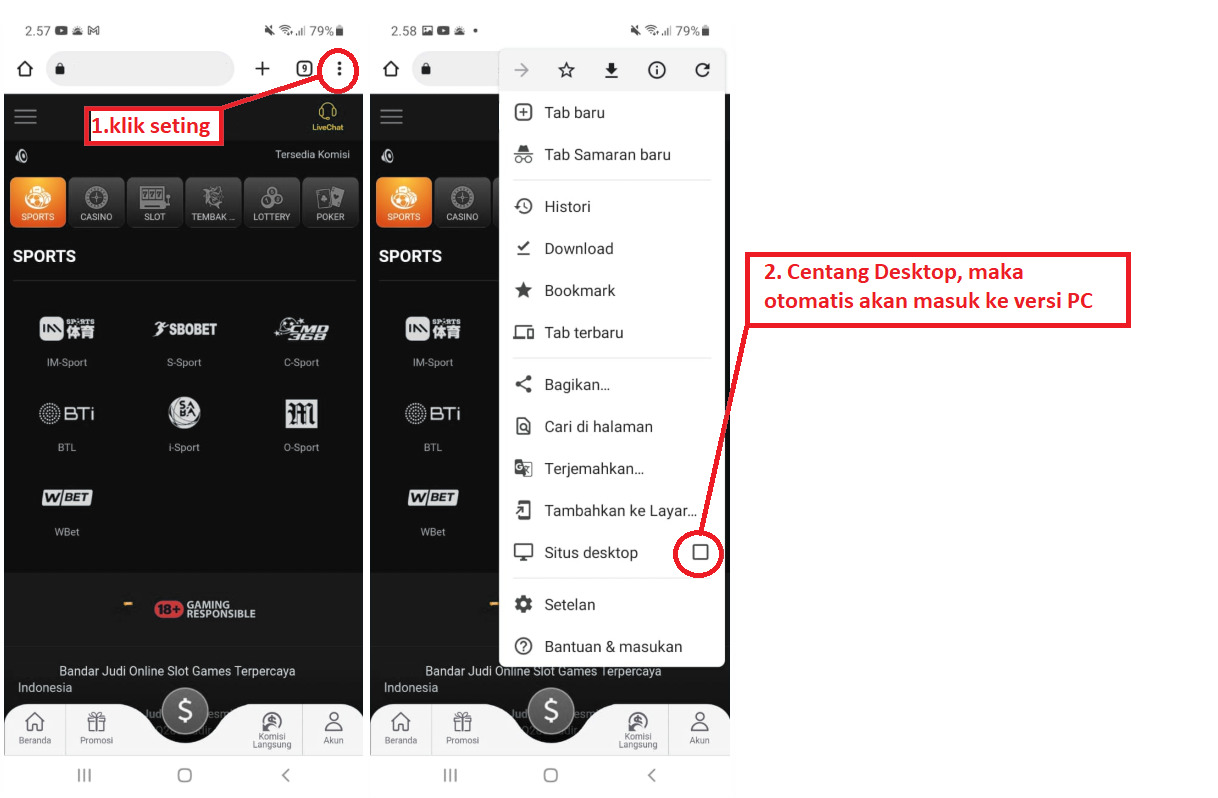 2.57
79%
9
1.klik seting
LiveChat
Tersedia Komisi
SPORTS
CASINO
SLOT
TEMBAK ...
LOTTERY
POKER
SPORTS
IM SPORTS 体育
SBOBET
CMD 368
IM-Sport
S-Sport
C-Sport
BTi
SABA
M
BTL
i-Sport
O-Sport
W BET
WBet
18+ GAMING
RESPONSIBLE
Bandar Judi Online Slot Games Terpercaya
Indonesia
$
Beranda
Promosi
Komisi
Langsung
Akun
2.58
79%
SPORTS
CASINO
SPORTS
IM SPORTS 体育
IM-Sport
BTi
BTL
W BET
WBet
Tab baru
Tab Samaran baru
Histori
Download
Bookmark
Tab terbaru
Bagikan...
Cari di halaman
Terjemahkan...
Tambahkan ke Layar...
Situs desktop
Setelan
Bantuan & masukan
Bandar Judi Online Slot Games Terpercaya
Indonesia
$
Beranda
Promosi
Komisi
Langsung
Akun
2. Centang Desktop, maka
otomatis akan masuk ke versi PC